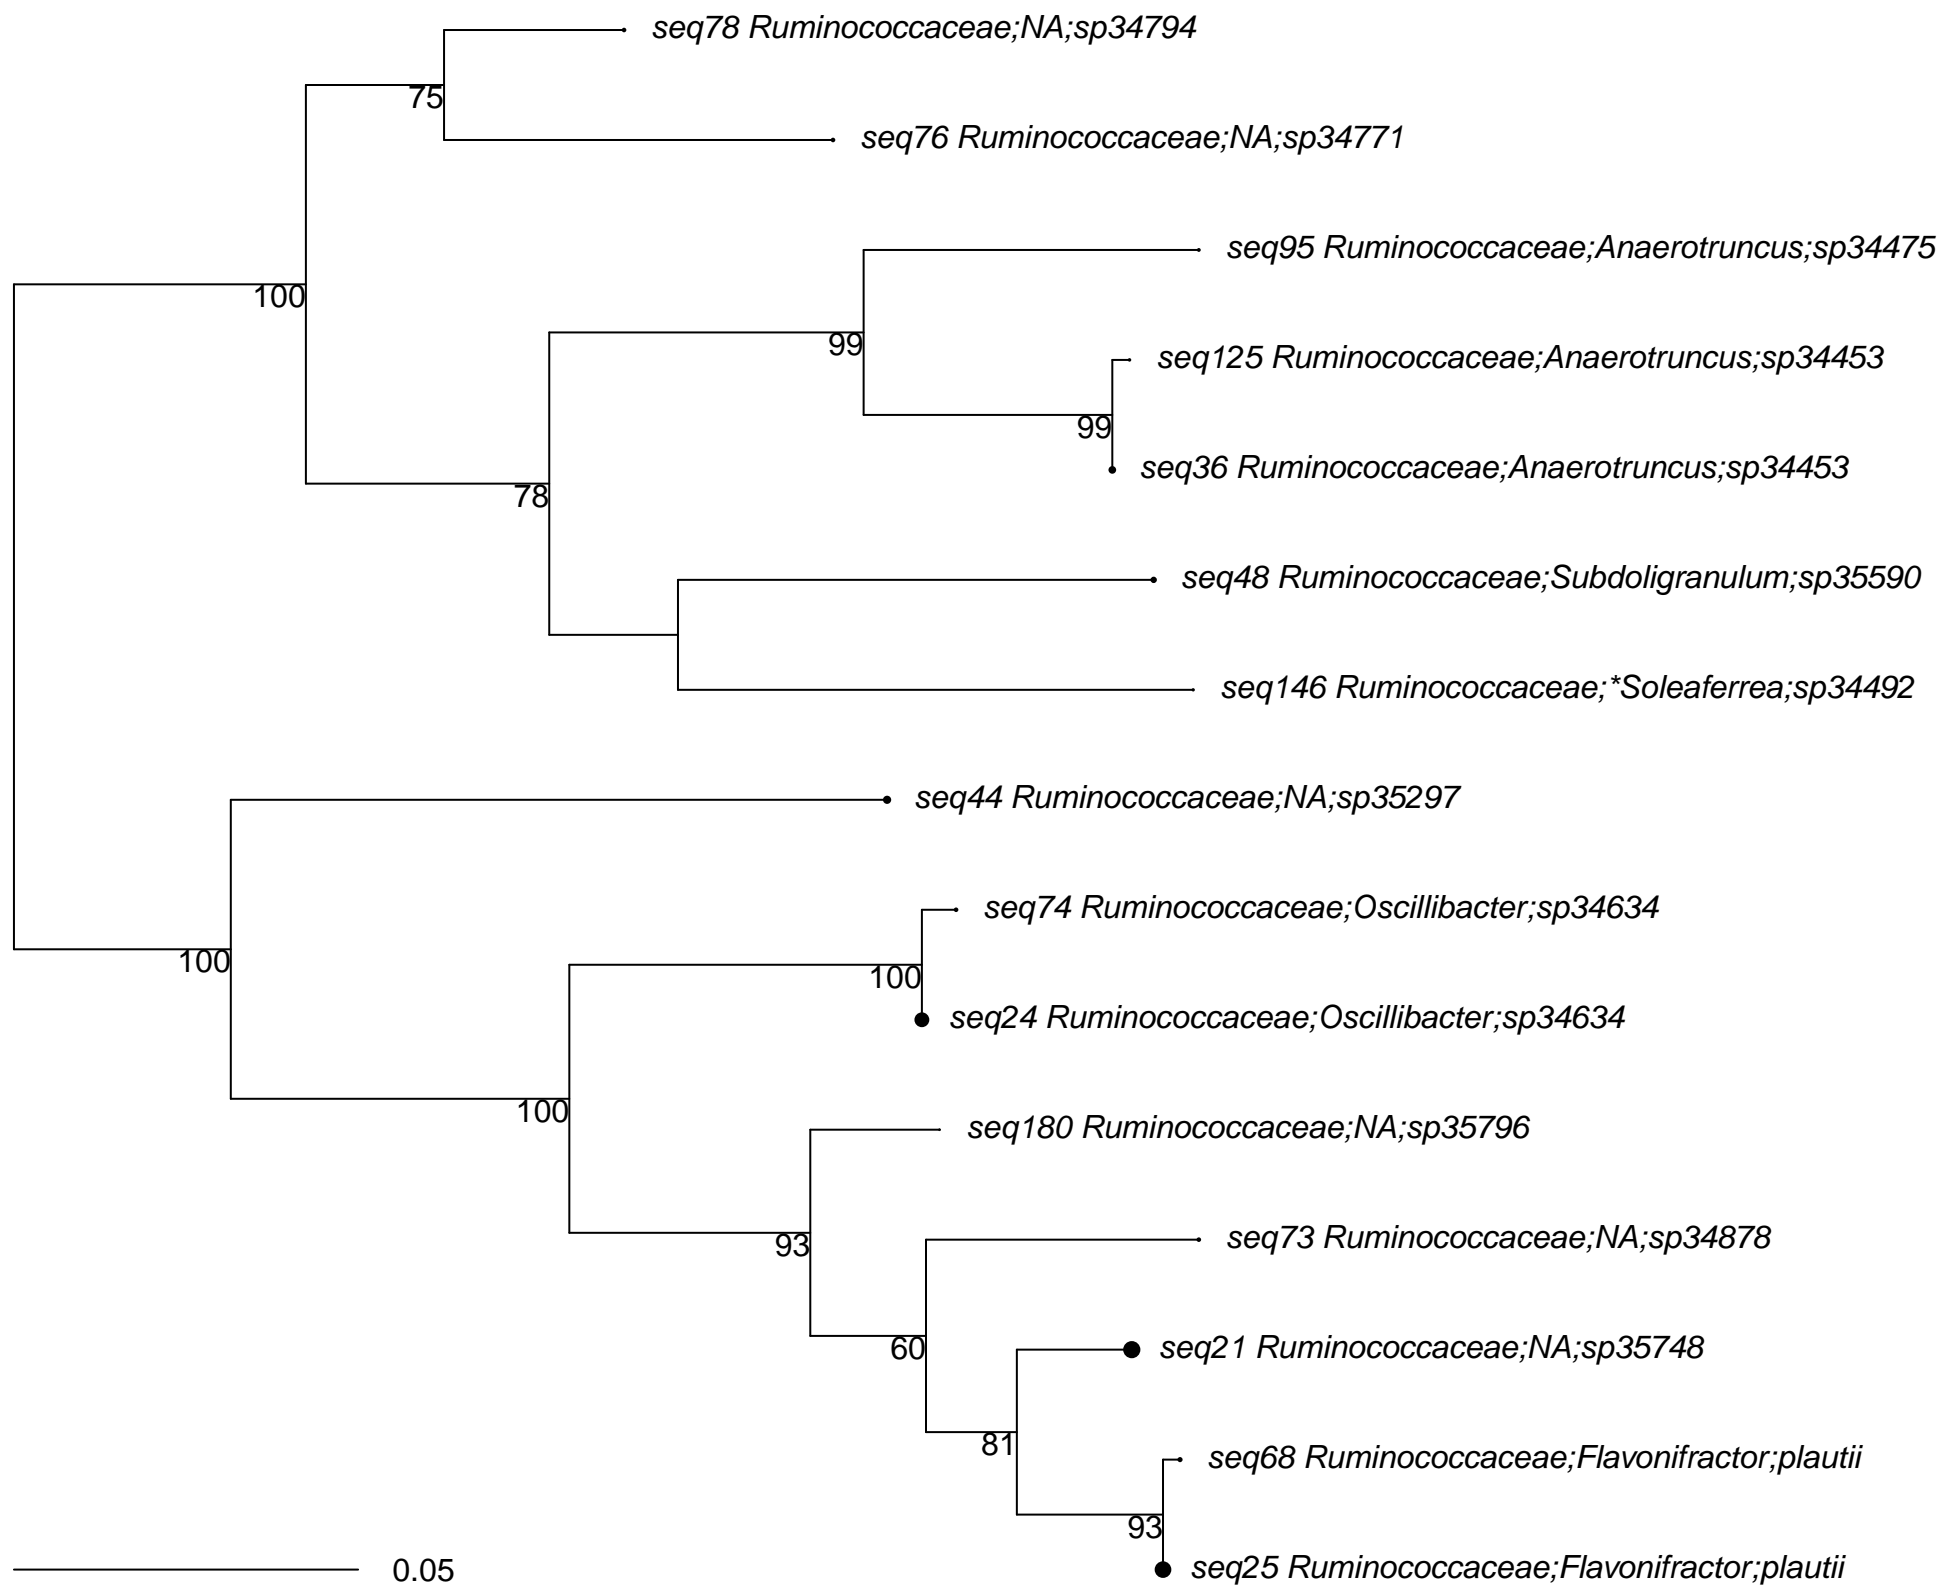 seq78 Ruminococcaceae;NA;sp34794
75
seq76 Ruminococcaceae;NA;sp34771
seq95 Ruminococcaceae;Anaerotruncus;sp34475
100
99
seq125 Ruminococcaceae;Anaerotruncus;sp34453
99
seq36 Ruminococcaceae;Anaerotruncus;sp34453
78
seq48 Ruminococcaceae;Subdoligranulum;sp35590
seq146 Ruminococcaceae;*Soleaferrea;sp34492
seq44 Ruminococcaceae;NA;sp35297
seq74 Ruminococcaceae;Oscillibacter;sp34634
100
100
seq24 Ruminococcaceae;Oscillibacter;sp34634
100
seq180 Ruminococcaceae;NA;sp35796
93
seq73 Ruminococcaceae;NA;sp34878
60
seq21 Ruminococcaceae;NA;sp35748
81
seq68 Ruminococcaceae;Flavonifractor;plautii
93
0.05
seq25 Ruminococcaceae;Flavonifractor;plautii